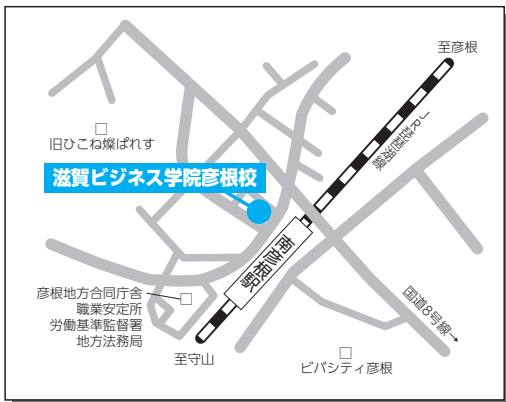 至彦根
JR琵琶湖線
旧ひこね燦ぱれす
滋賀ビジネス学院彦根校
南彦根駅
彦根地方合同庁舎
職業安定所
労働基準監督署
地方法務局
国道8号線→
至守山
ビバシティ彦根